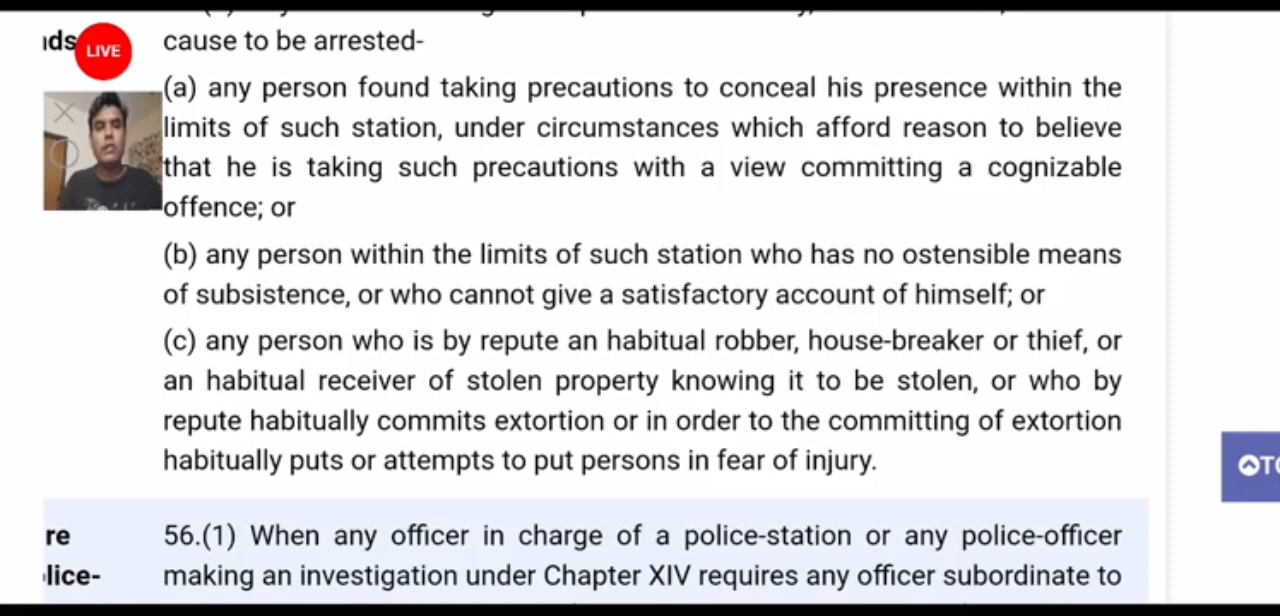 cause to be arrested-
LIVE
(a) any person found taking precautions to conceal his presence within the
limits of such station, under circumstances which afford reason to believe
that he is taking such precautions with a view committing a cognizable
offence; or
(b) any person within the limits of such station who has no ostensible means
of subsistence, or who cannot give a satisfactory account of himself; or
(c) any person who is by repute an habitual robber, house-breaker or thief, or
an habitual receiver of stolen property knowing it to be stolen, or who by
repute habitually commits extortion or in order to the committing of extortion
habitually puts or attempts to put persons in fear of injury.
56.(1) When any officer in charge of a police-station or any police-officer
making an investigation under Chapter XIV requires any officer subordinate to